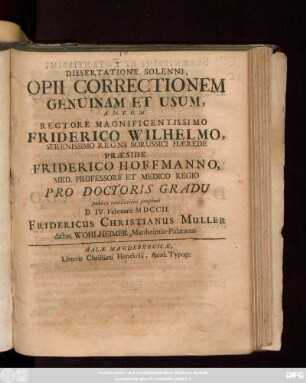 DISSERTATIONE SOLENNI,
OPII CORRECTIONEM
GENUINAM ET USUM,
RECTORE MAGNIFICENTISSIMO
FRIDERICO WILHELMO,
SERENISSIMO REGNI BORUSSICI HÆREDE
PRÆSIDE
FRIDERICO HOFFMANNO,
MED. PROFESSORE ET MEDICO REGIO
PRO DOCTORIS GRADU
publicæ ventilationi proponit
D. IV. Februarii MDCCII
FRIDERICUS CHRISTIANUS MULLER
dictus WOHLHEIMER, Manheimio-Palatinus
HALÆ MAGDEBURGICÆ,
Literis Christiani Henckelii, Acad. Typogr.